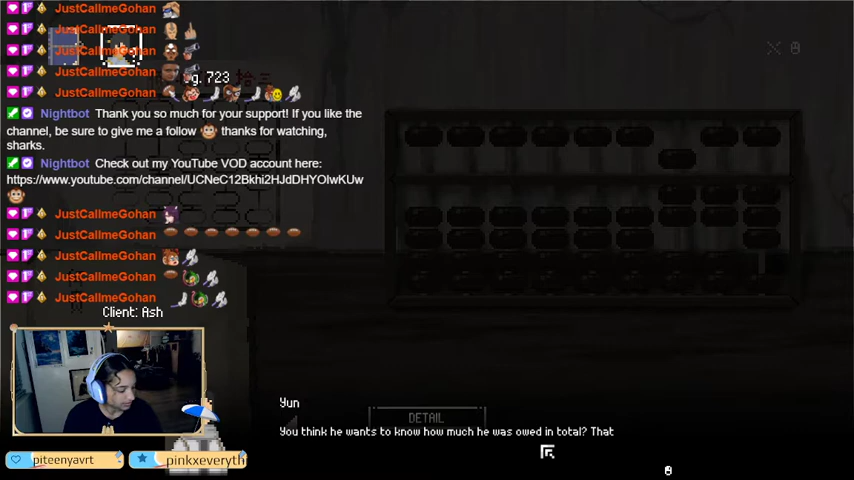 JustCallmeGohan
JustCallmeGohan
JustCallmeGohan
JustCallmeGohan
g. 723
JustCallmeGohan
Nightbot Thank you so much for your support! If you like the
channel, be sure to give me a follow thanks for watching,
sharks.
Nightbot Check out my YouTube VOD account here:
https://www.youtube.com/channel/UCNeC12Bkhi2HJdDHYOlwKUw
JustCallmeGohan
JustCallmeGohan
JustCallmeGohan
JustCallmeGohan
JustCallmeGohan
Client: Ash
Yun
DETAIL
You think he wants to know how much he was owed in total? That
piteenyavrt
pinkxeveryth